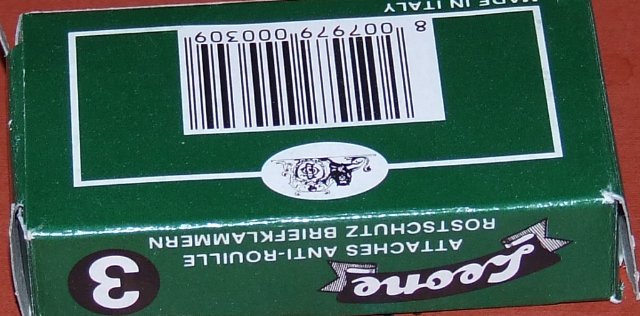 Leone
3
ATTACHES ANTI-ROUILLE
ROSTSCHUTZ BRIEFKLAMMERN
8 007979 000309
MADE IN ITALY